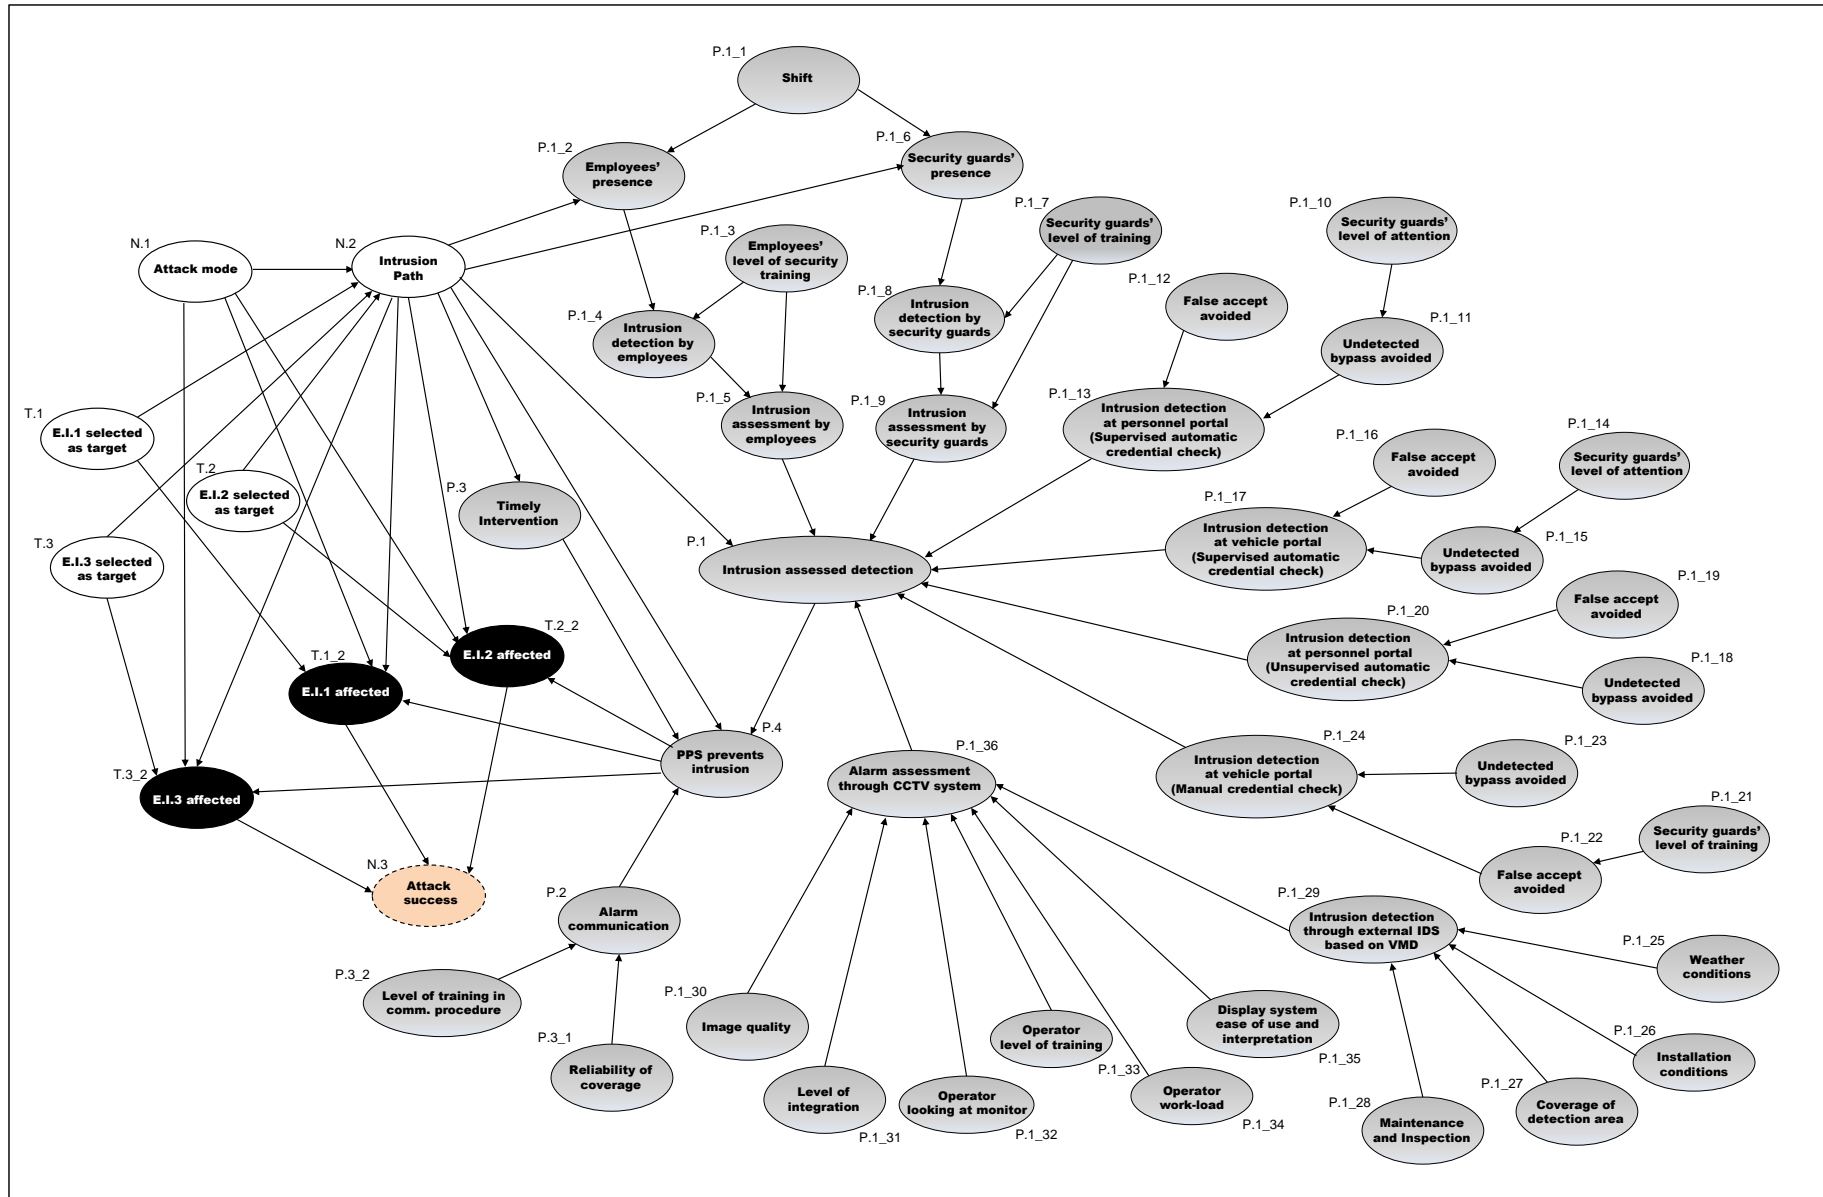 P.1_1
Shift
P.1_2
Employees'
presence
P.1_6
Security guards'
presence
P.1_7
Security guards'
level of training
P.1_10
Security guards'
level of attention
N.1
Attack mode
N.2
Intrusion
Path
P.1_3
Employees'
level of security
training
P.1_4
Intrusion
detection by
employees
P.1_8
Intrusion
detection by
security guards
P.1_12
False accept
avoided
P.1_11
Undetected
bypass avoided
P.1_5
Intrusion
assessment by
employees
P.1_9
Intrusion
assessment by
security guards
P.1_13
Intrusion detection
at personnel portal
(Supervised automatic
credential check)
P.1_16
False accept
avoided
P.1_14
Security guards'
level of attention
T.1
E.I.1 selected
as target
T.2
E.I.2 selected
as target
T.3
E.I.3 selected
as target
P.3
Timely
Intervention
P.1
Intrusion assessed detection
P.1_17
Intrusion detection
at vehicle portal
(Supervised automatic
credential check)
P.1_15
Undetected
bypass avoided
P.1_19
False accept
avoided
P.1_20
Intrusion detection
at personnel portal
(Unsupervised automatic
credential check)
P.1_18
Undetected
bypass avoided
T.2_2
E.I.2 affected
T.1_2
E.I.1 affected
T.3_2
E.I.3 affected
P.4
PPS prevents
intrusion
P.1_36
Alarm assessment
through CCTV system
P.1_24
Intrusion detection
at vehicle portal
(Manual credential check)
P.1_23
Undetected
bypass avoided
P.1_21
Security guards'
level of training
P.1_22
False accept
avoided
N.3
Attack
success
P.2
Alarm
communication
P.1_29
Intrusion detection
through external IDS
based on VMD
P.1_25
Weather
conditions
P.3_2
Level of training in
comm. procedure
P.3_1
Reliability of
coverage
P.1_30
Image quality
Level of
integration
P.1_31
Operator
looking at monitor
P.1_32
Operator
level of training
P.1_33
Operator
work-load
P.1_34
Display system
ease of use and
interpretation
P.1_35
P.1_26
Installation
conditions
P.1_27
Coverage of
detection area
P.1_28
Maintenance
and Inspection